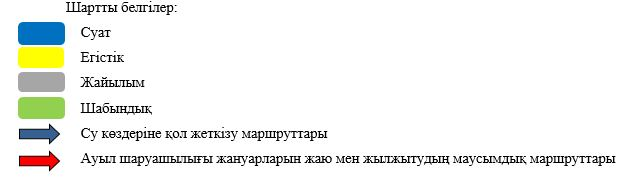 Шартты белгілер:
Суат
Егістік
Жайылым
Шабындық
Су көздеріне қол жеткізу маршруттары
Ауыл шаруашылығы жануарларын жаю мен жылжытудың маусымдық маршруттары